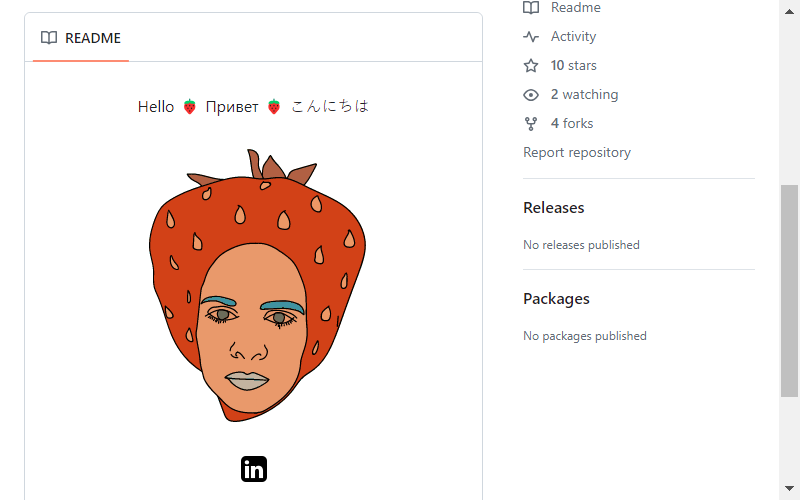 README
Hello 🍓 Привет 🍓 こんにちは
in
Readme
Activity
10 stars
2 watching
4 forks
Report repository
Releases
No releases published
Packages
No packages published